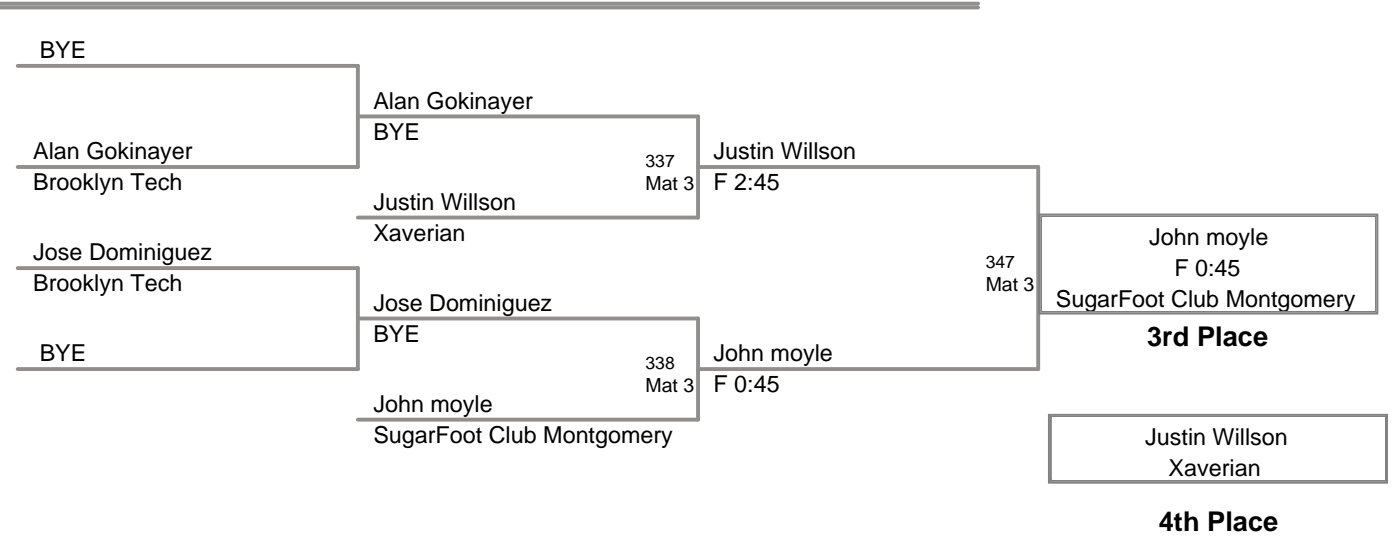 BYE
Alan Gokinayer
Brooklyn Tech
Jose Dominiguez
Brooklyn Tech
BYE
Alan Gokinayer
BYE
Justin Willson
Xaverian
Jose Dominiguez
BYE
John moyle
SugarFoot Club Montgomery
337
Mat 3
338
Mat 3
Justin Willson
F 2:45
John moyle
F 0:45
347
Mat 3
John moyle
F 0:45
SugarFoot Club Montgomery
3rd Place
Justin Willson
Xaverian
4th Place